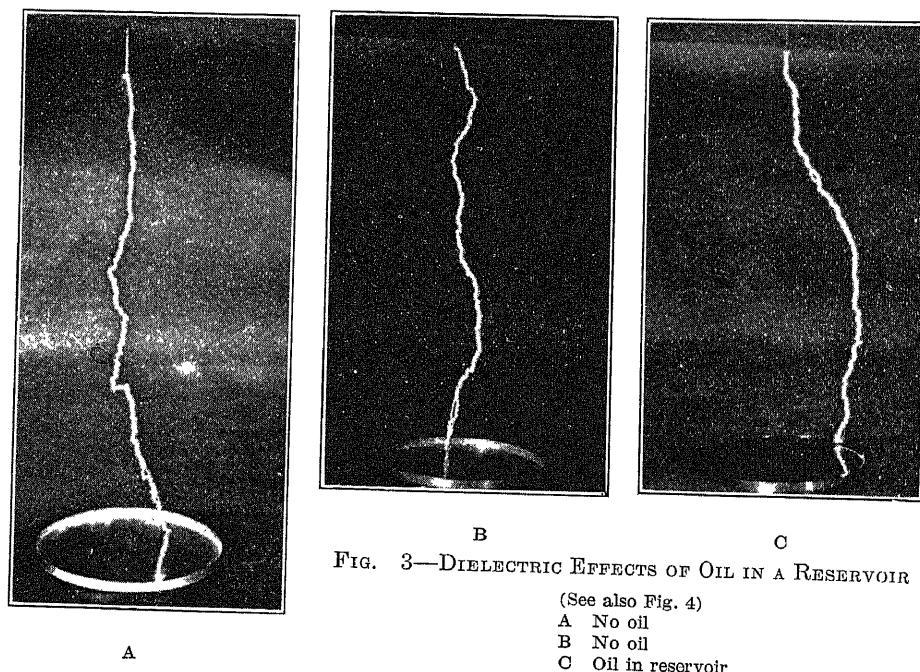 B
C
FIG. 3—DIELECTRIC EFFECTS OF OIL IN A RESERVOIR
(See also Fig. 4)
A No oil
B No oil
C Oil in reservoir
A